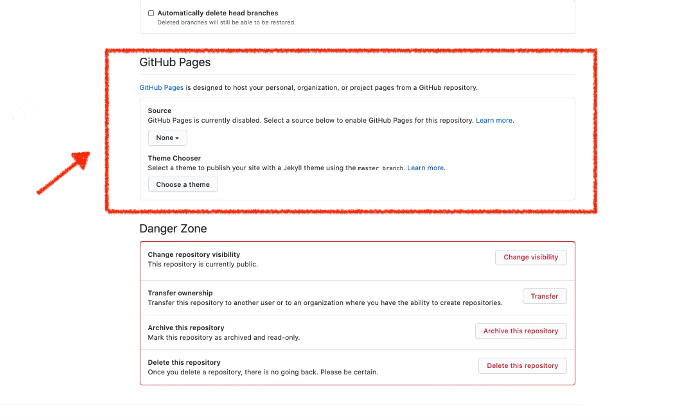 Automatically delete head branches
Deleted branches will still be able to be restored.
GitHub Pages
GitHub Pages is designed to host your personal, organization, or project pages from a GitHub repository.
Source
GitHub Pages is currently disabled. Select a source below to enable GitHub Pages for this repository. Learn more.
None
Theme Chooser
Select a theme to publish your site with a Jekyll theme using the master branch. Learn more.
Choose a theme
Danger Zone
Change repository visibility
This repository is currently public.
Change visibility
Transfer ownership
Transfer this repository to another user or to an organization where you have the ability to create repositories.
Transfer
Archive this repository
Mark this repository as archived and read-only.
Archive this repository
Delete this repository
Once you delete a repository, there is no going back. Please be certain.
Delete this repository